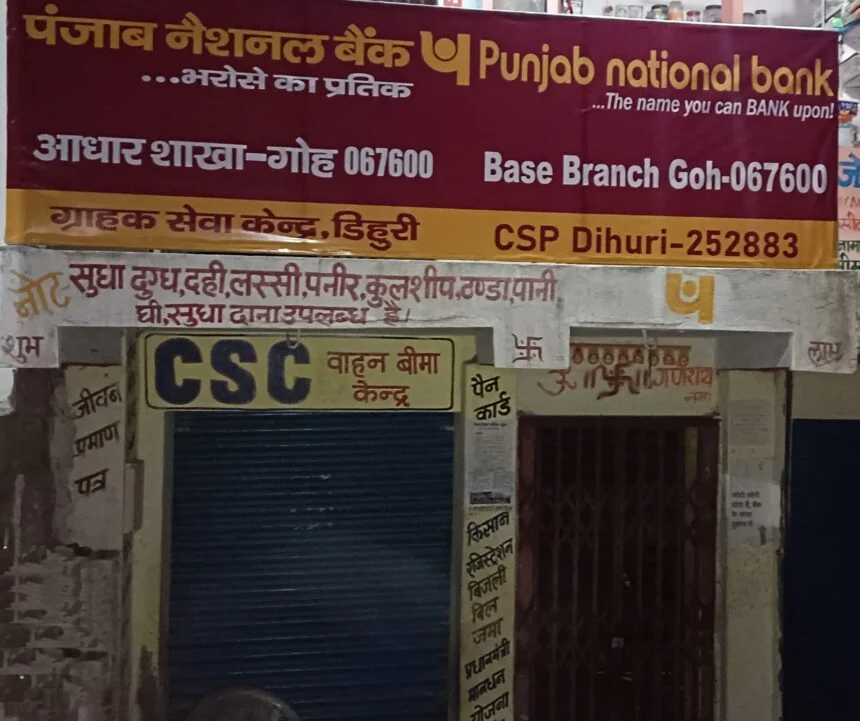 पंजाब नैशनल बैंक
...भरोसे का प्रतिक
Punjab national bank
...The name you can BANK upon!
आधार शाखा-गोह 067600
Base Branch Goh-067600
ग्राहक सेवा केन्द्र, डिहुरी
CSP Dihuri-252883
नोट सुधा दुग्ध,दही,लस्सी,पनीर,कुलशीप,ठण्डा,पानी
घी,सुधा दाना उपलब्ध है।
शुभ
卐
लाभ
CSC
वाहन बीमा
केन्द्र
जीवन
प्रमाण
पत्र
पैन
कार्ड
किसान
रजिस्ट्रेशन
बिजली
बिल
जमा
प्रधानमंत्री
मानधन
योजना